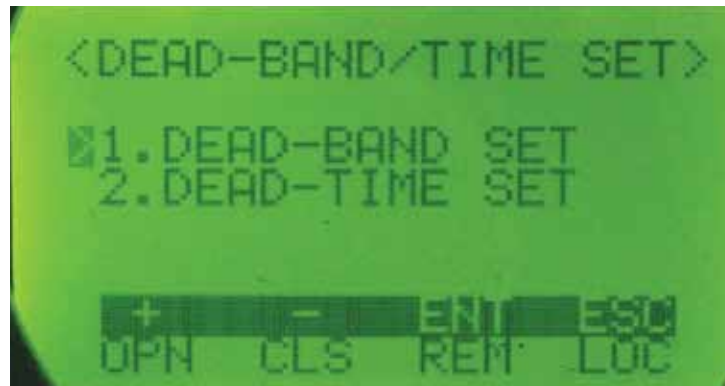 <DEAD-BAND/TIME SET>
1.DEAD-BAND SET
2.DEAD-TIME SET
+ - ENT ESC
OPN CLS REM LOC